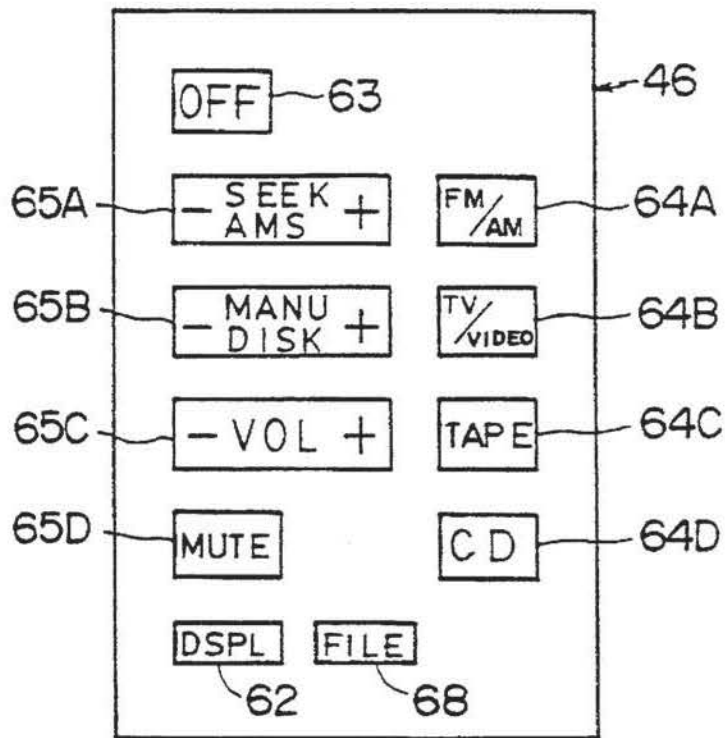 OFF 63 46
65A - SEEK AMS + FM/AM 64A
65B - MANU DISK + TV/VIDEO 64B
65C - VOL + TAPE 64C
65D MUTE CD 64D
DSPL FILE
62 68